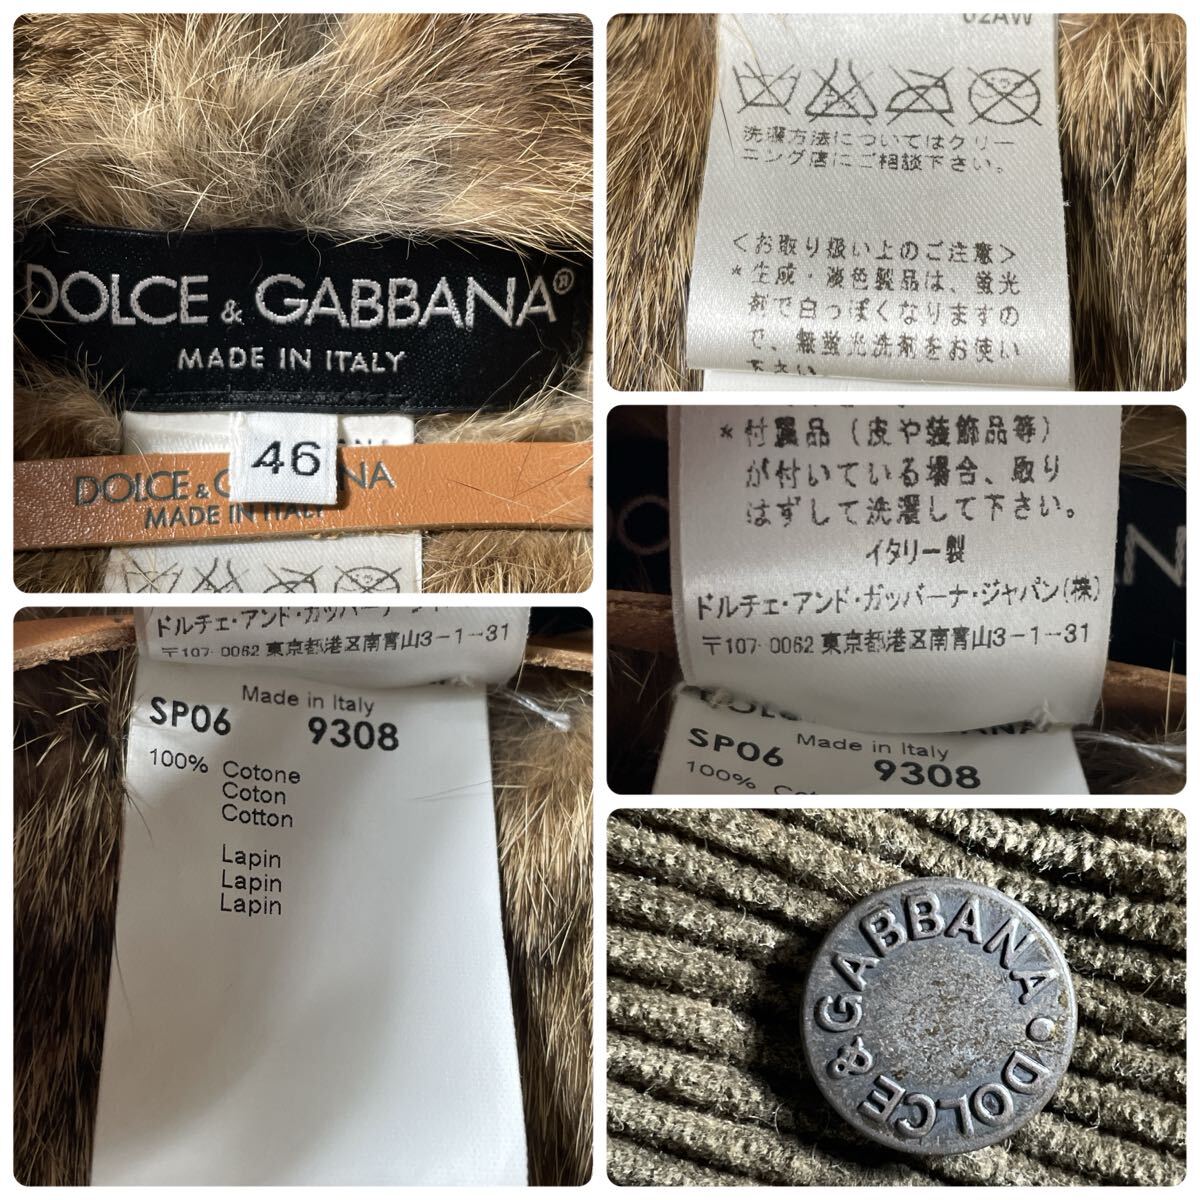 DOLCE & GABBANA®
MADE IN ITALY
46
DOLCE & G NA
MADE IN ITALY
02AW
洗濯方法についてはクリー
ニング店にご相談下さい。
<お取り扱い上のご注意>
*生成・淡色製品は、蛍光
剤で白っぽくなりますの
で、無蛍光洗剤をお使い
下さい
*付属品（皮や装飾品等）
が付いている場合、取り
はずして洗濯して下さい。
イタリー製
ドルチェ・アンド・ガッバーナ・ジャパン(株)
〒107-0062 東京都港区南青山3-1-31
SP06
Made in Italy
9308
100% Co
ドルチェ・アンド・ガッバーナ・ジャ
〒107-0062 東京都港区南青山3-1-31
Made in Italy
SP06 9308
100% Cotone
Coton
Cotton
Lapin
Lapin
Lapin
DOLCE & GABBANA